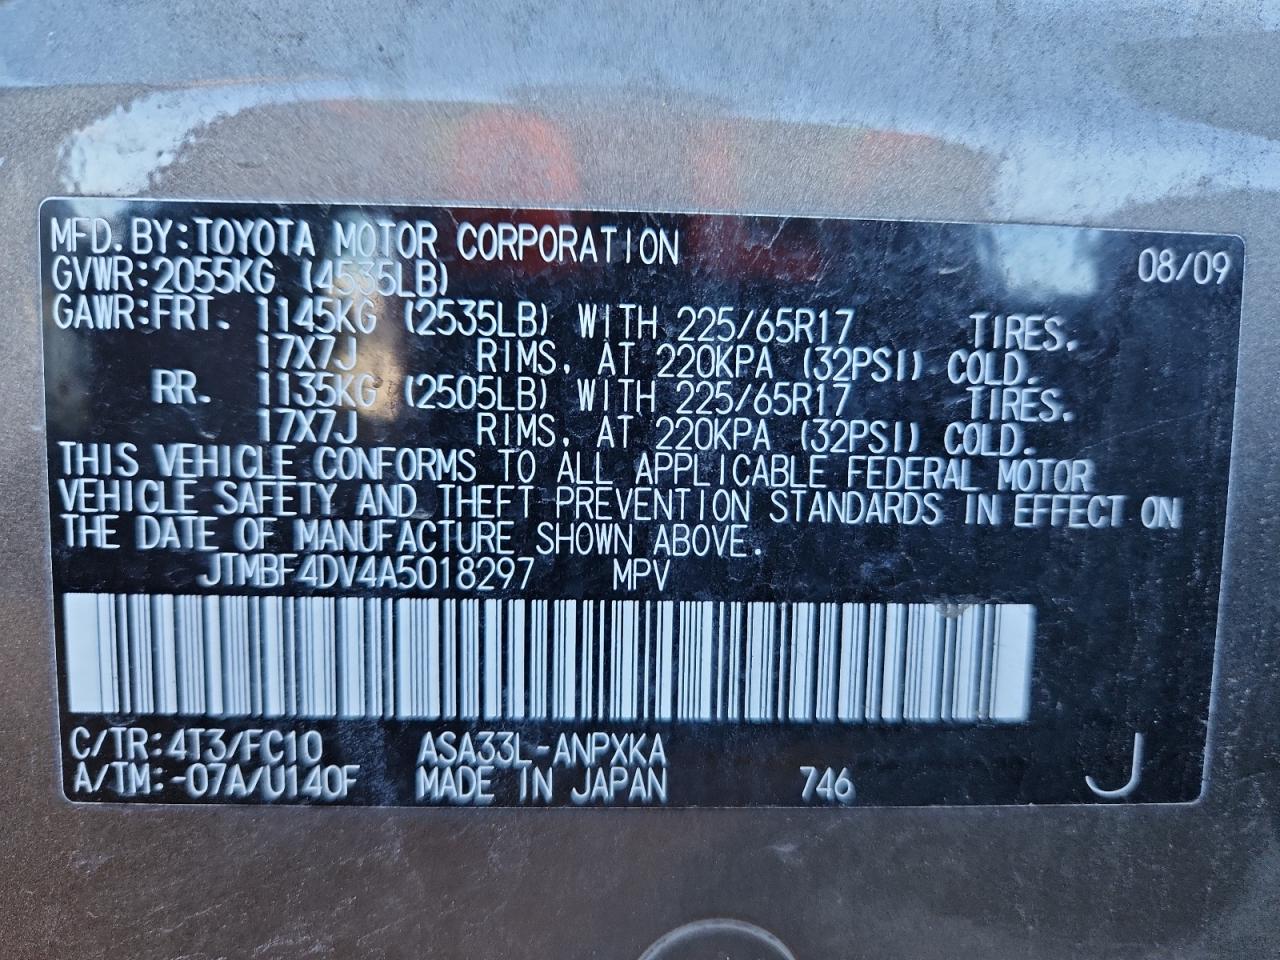 MFD. BY: TOYOTA MOTOR CORPORATION 08/09
GVWR: 2055KG (4535LB)
GAWR: FRT. 1145KG (2535LB) WITH 225/65R17 TIRES.
17X7J RIMS, AT 220KPA (32PSI) COLD.
RR. 1135KG (2505LB) WITH 225/65R17 TIRES.
17X7J RIMS, AT 220KPA (32PSI) COLD.
THIS VEHICLE CONFORMS TO ALL APPLICABLE FEDERAL MOTOR
VEHICLE SAFETY AND THEFT PREVENTION STANDARDS IN EFFECT ON
THE DATE OF MANUFACTURE SHOWN ABOVE.
JTMBF4DV4A5018297 MPV
C/TR: 4T3/FC10 ASA33L-ANPXKA
A/TM: -07A/U140F MADE IN JAPAN 746 J